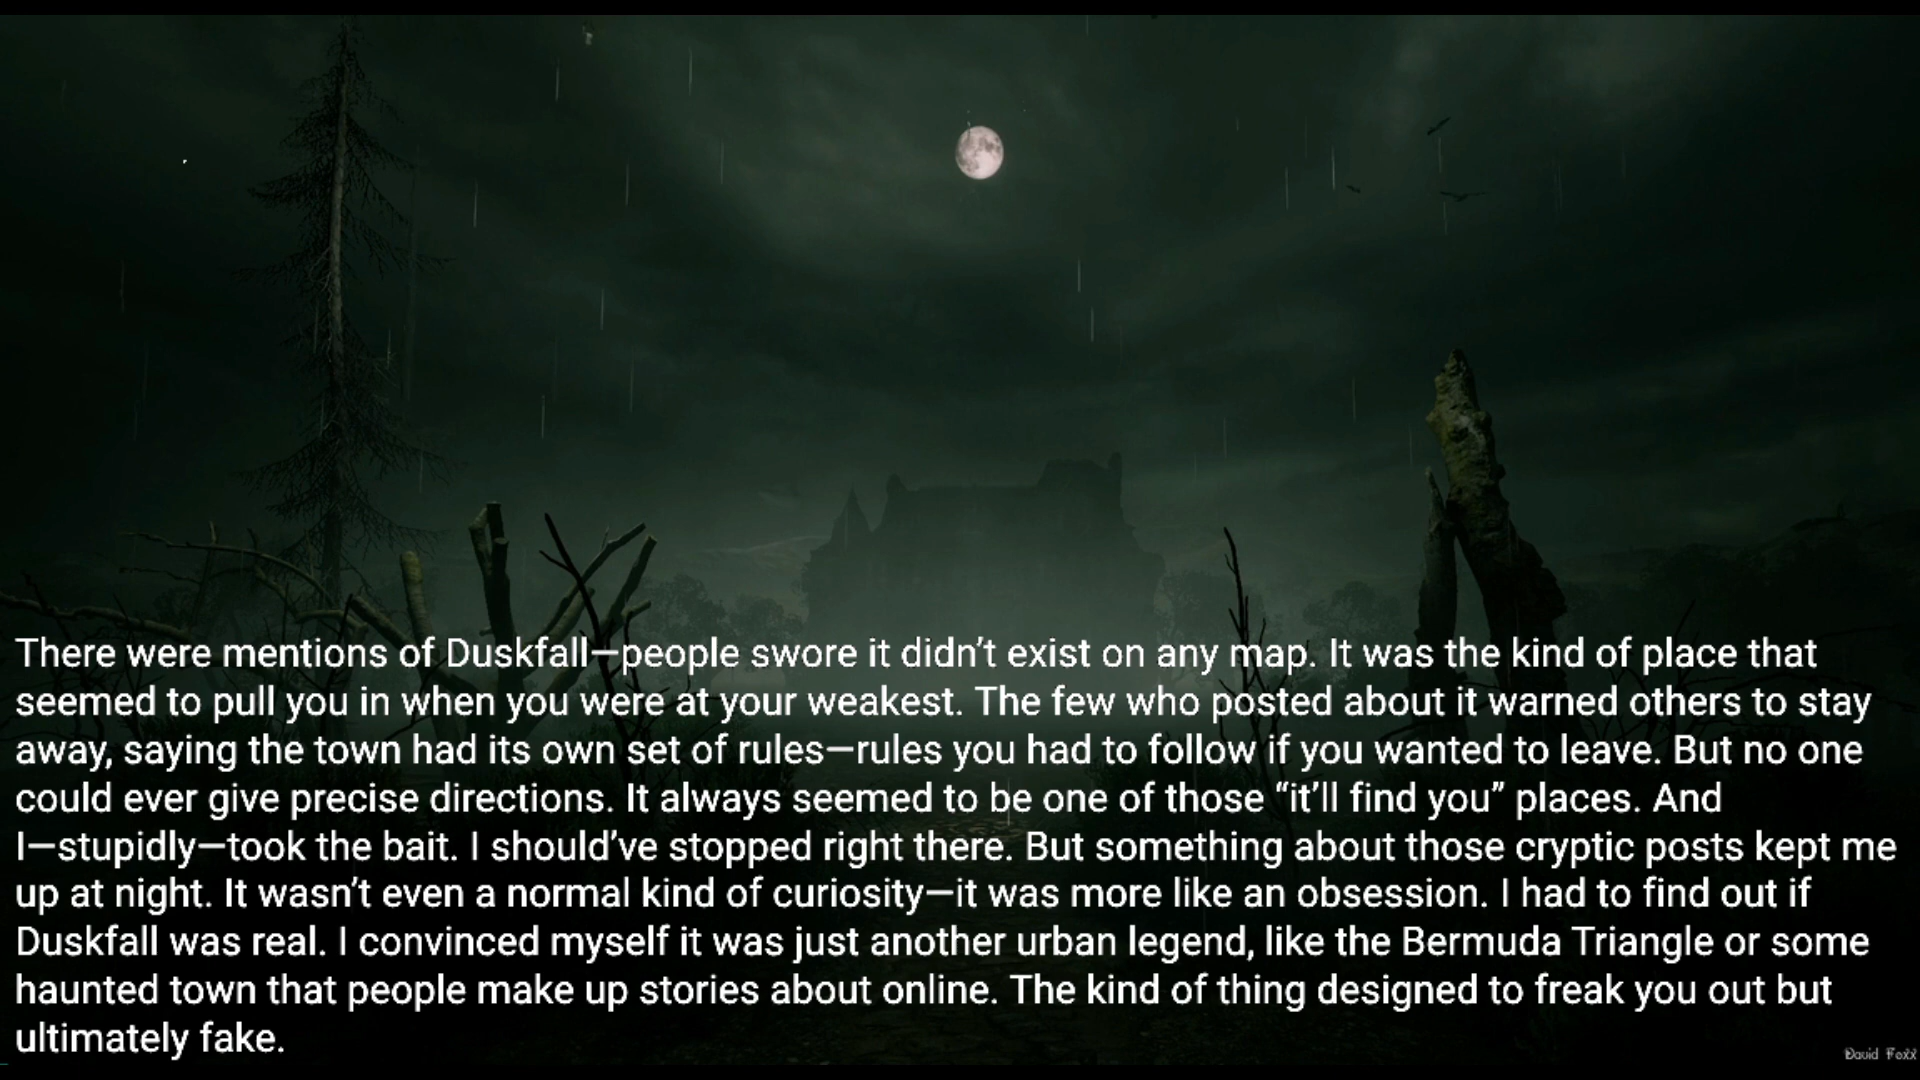 There were mentions of Duskfall—people swore it didn’t exist on any map. It was the kind of place that
seemed to pull you in when you were at your weakest. The few who posted about it warned others to stay
away, saying the town had its own set of rules—rules you had to follow if you wanted to leave. But no one
could ever give precise directions. It always seemed to be one of those “it’ll find you” places. And
I—stupidly—took the bait. I should’ve stopped right there. But something about those cryptic posts kept me
up at night. It wasn’t even a normal kind of curiosity—it was more like an obsession. I had to find out if
Duskfall was real. I convinced myself it was just another urban legend, like the Bermuda Triangle or some
haunted town that people make up stories about online. The kind of thing designed to freak you out but
ultimately fake.
David Foxx